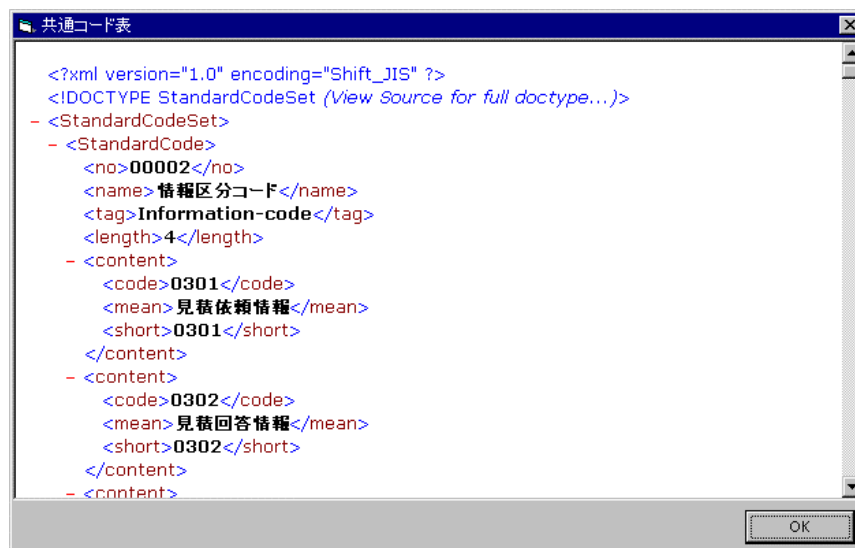 共通コード表
<?xml version="1.0" encoding="Shift_JIS" ?>
<!DOCTYPE StandardCodeSet (View Source for full doctype...)>
- <StandardCodeSet>
- <StandardCode>
<no>00002</no>
<name>情報区分コード</name>
<tag>Information-code</tag>
<length>4</length>
- <content>
<code>0301</code>
<mean>見積依頼情報</mean>
<short>0301</short>
</content>
- <content>
<code>0302</code>
<mean>見積回答情報</mean>
<short>0302</short>
</content>
- <content>
OK